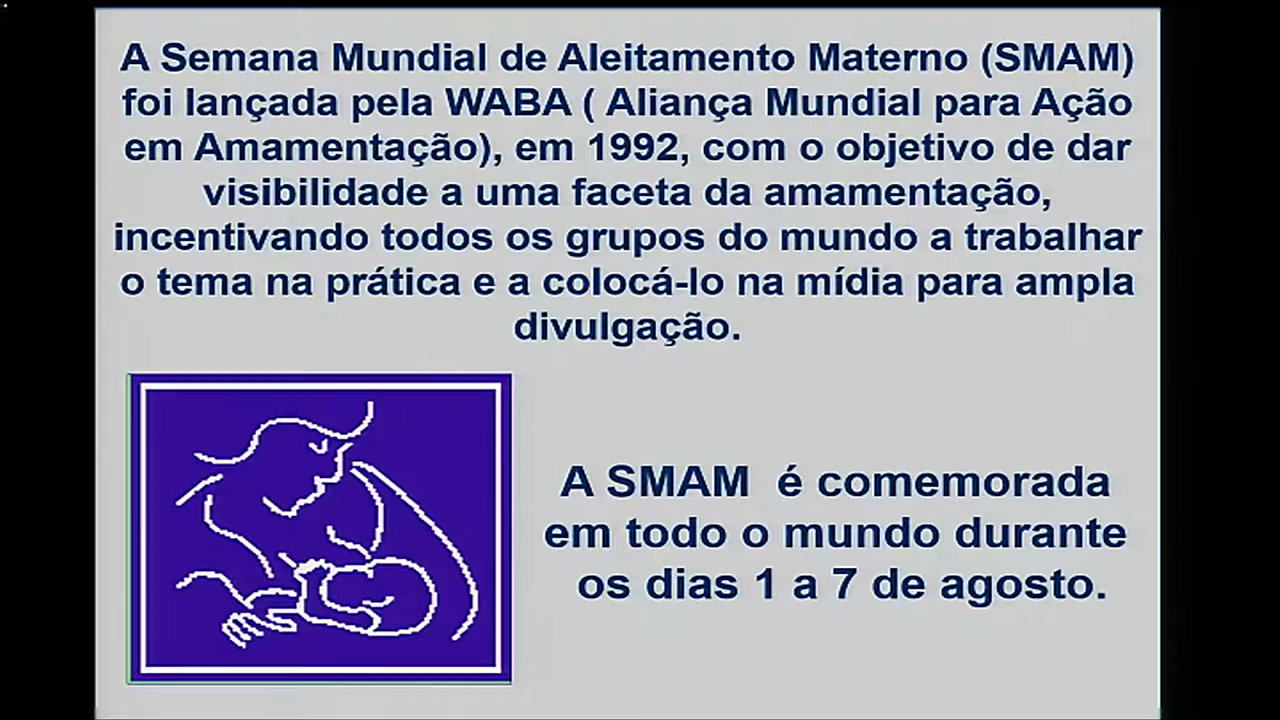 A Semana Mundial de Aleitamento Materno (SMAM)
foi lançada pela WABA ( Aliança Mundial para Ação
em Amamentação), em 1992, com o objetivo de dar
visibilidade a uma faceta da amamentação,
incentivando todos os grupos do mundo a trabalhar
o tema na prática e a colocá-lo na mídia para ampla
divulgação.
A SMAM é comemorada
em todo o mundo durante
os dias 1 a 7 de agosto.